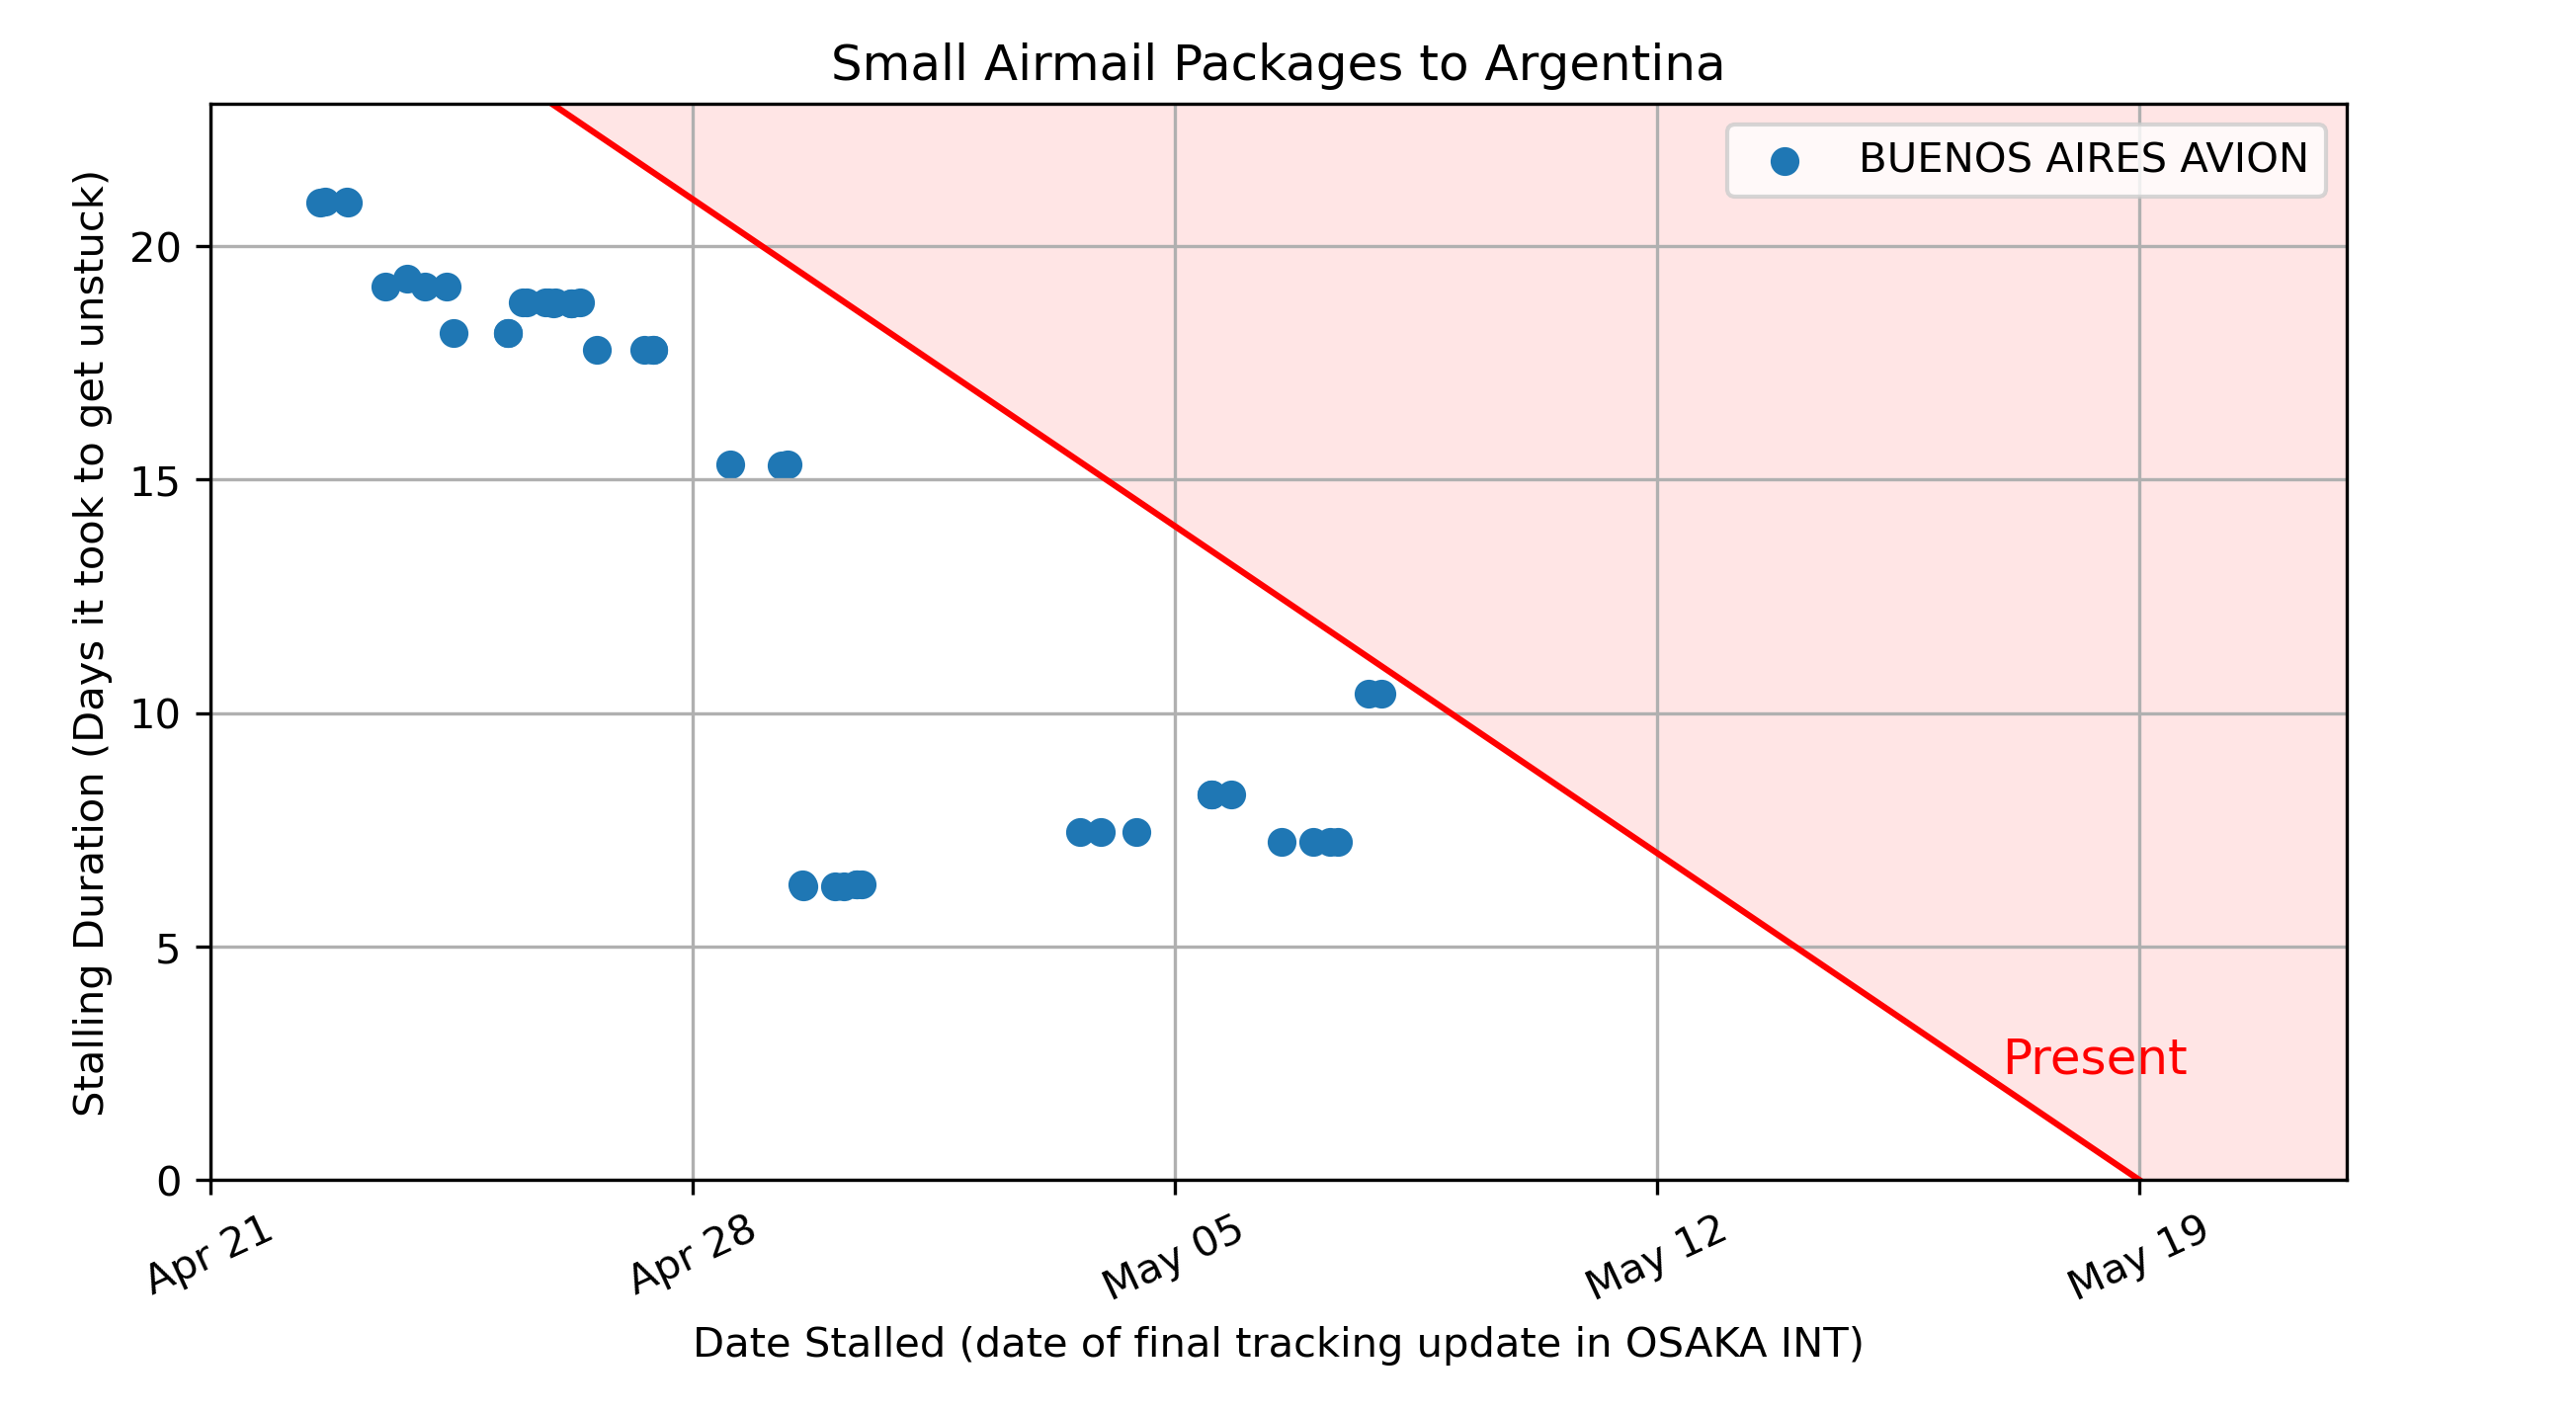 Small Airmail Packages to Argentina
BUENOS AIRES AVION
Stalling Duration (Days it took to get unstuck)
20
15
10
5
0
Present
Apr 21
Apr 28
May 05
May 12
May 19
Date Stalled (date of final tracking update in OSAKA INT)